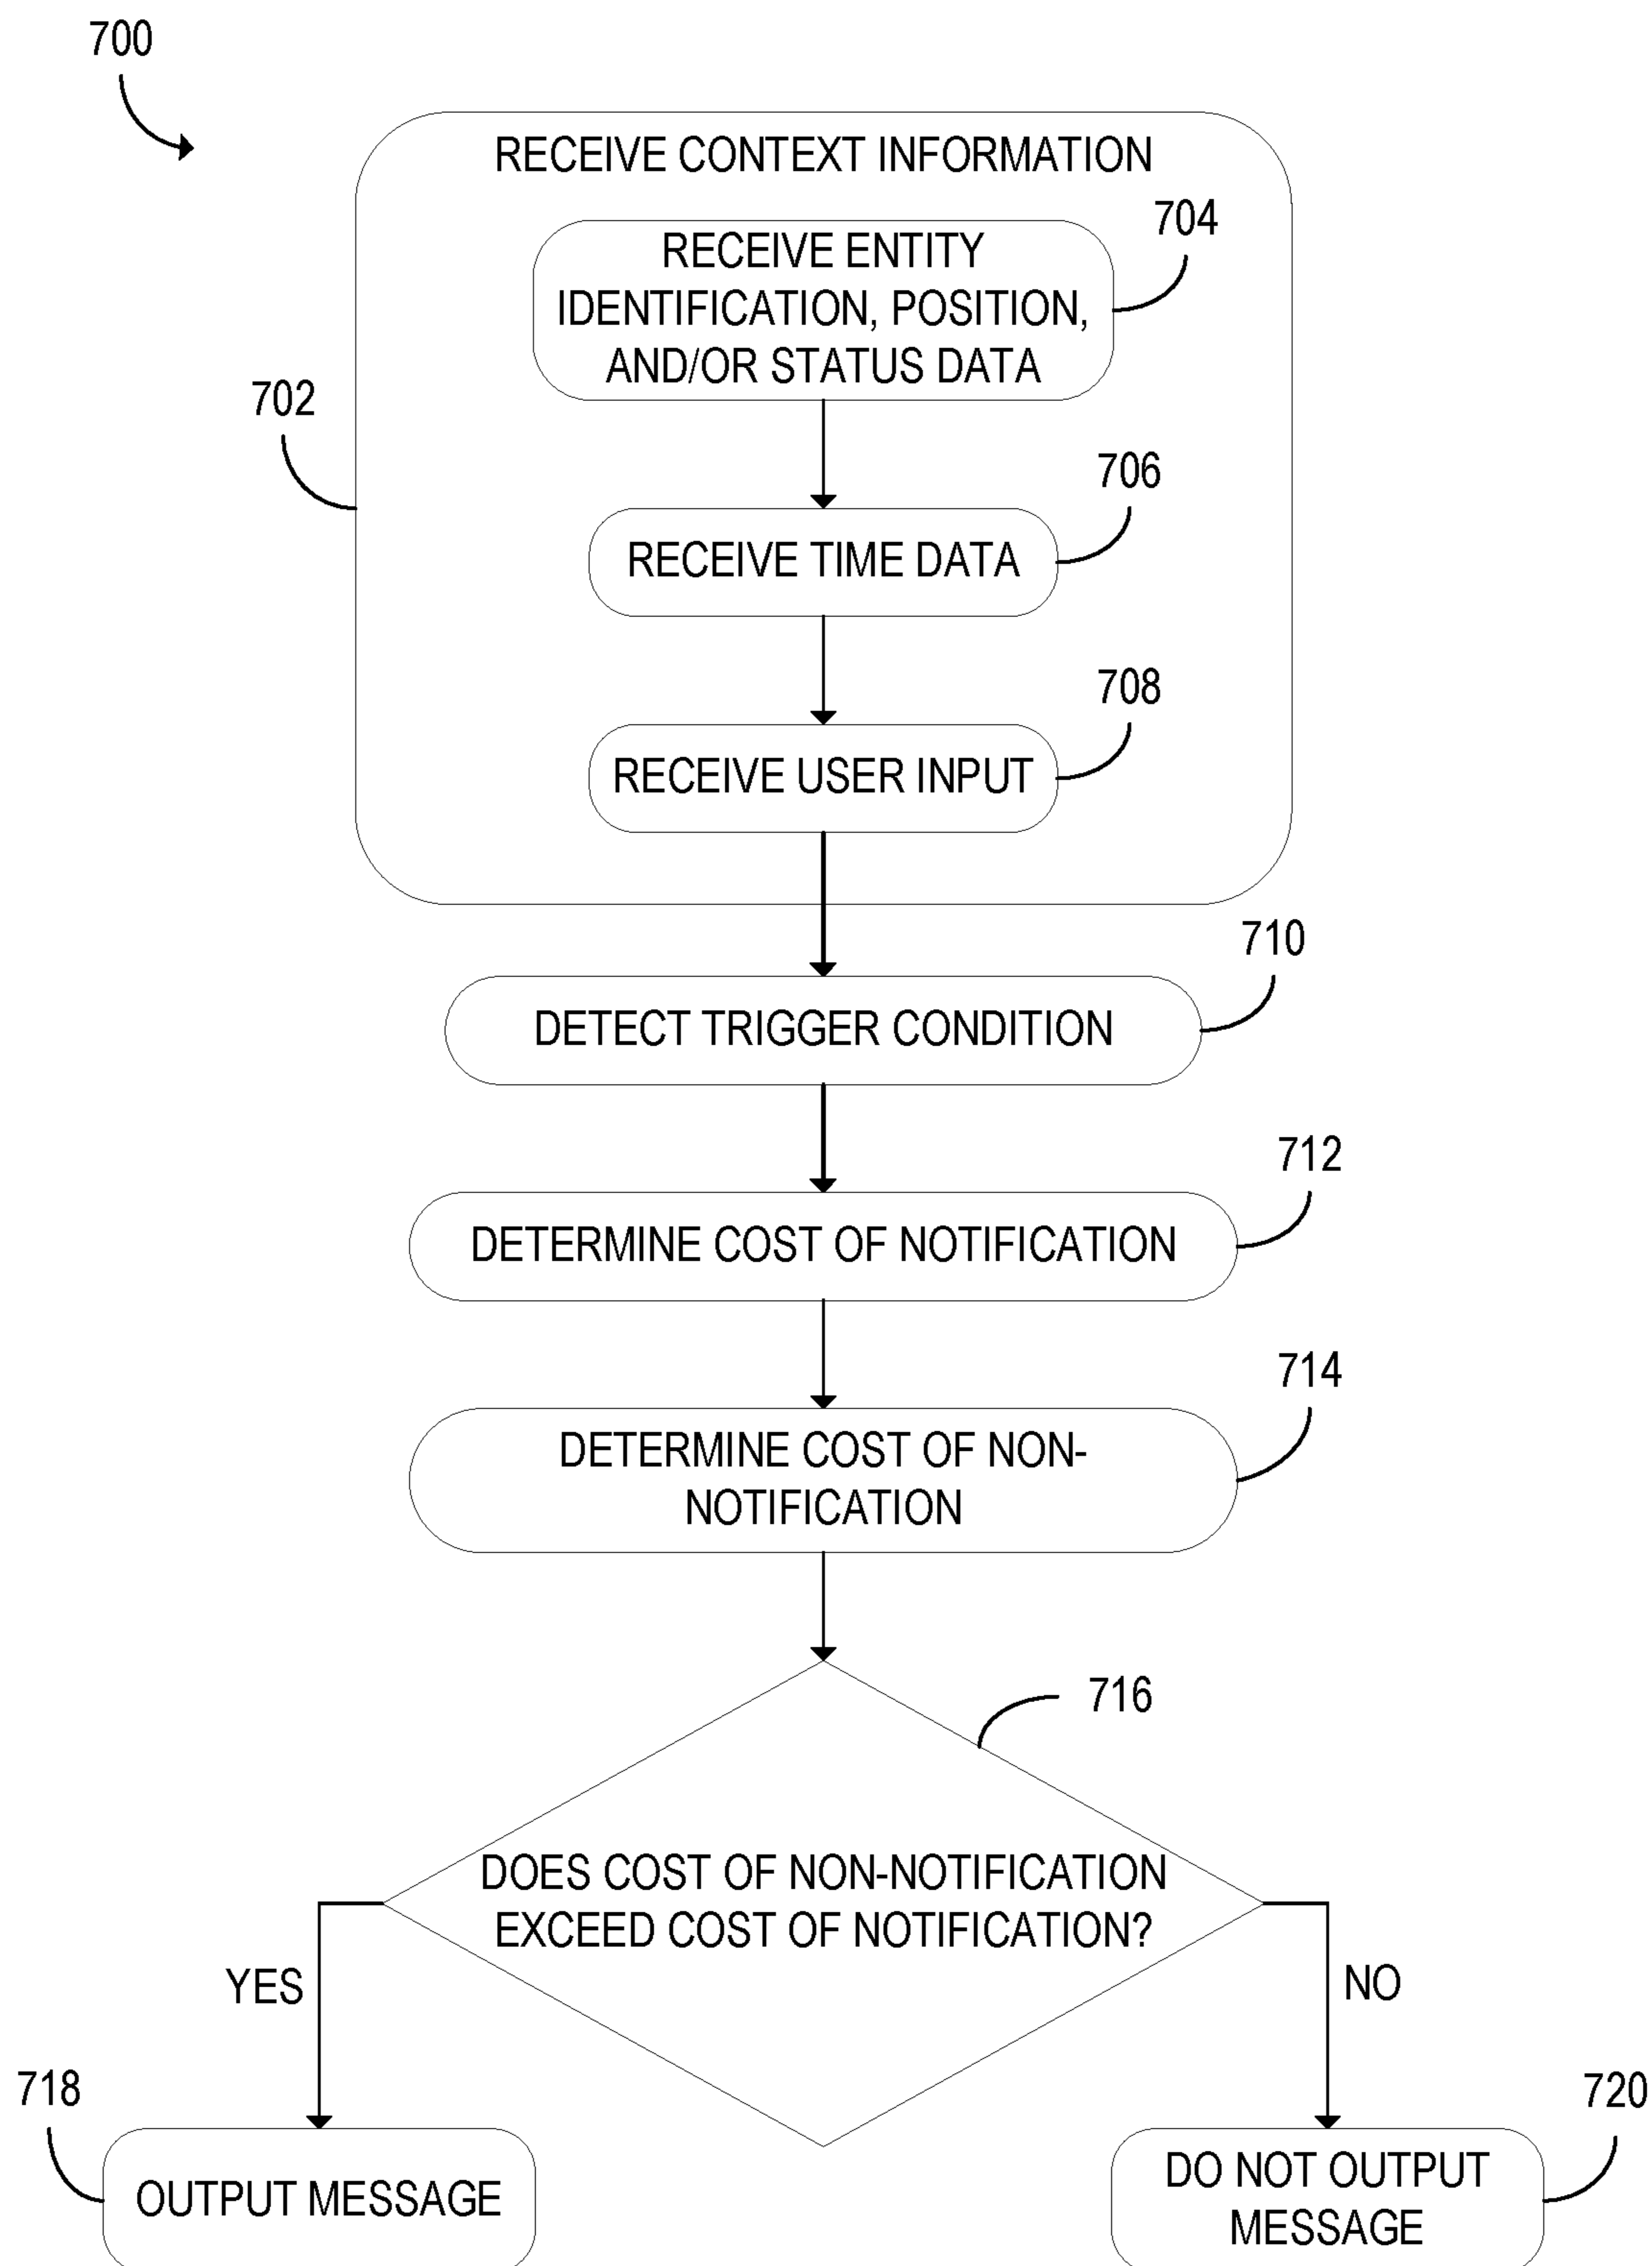 700
RECEIVE CONTEXT INFORMATION
704
RECEIVE ENTITY
IDENTIFICATION, POSITION,
AND/OR STATUS DATA
702
706
RECEIVE TIME DATA
708
RECEIVE USER INPUT
710
DETECT TRIGGER CONDITION
712
DETERMINE COST OF NOTIFICATION
714
DETERMINE COST OF NON-
NOTIFICATION
716
DOES COST OF NON-NOTIFICATION
EXCEED COST OF NOTIFICATION?
YES
NO
718
720
OUTPUT MESSAGE
DO NOT OUTPUT
MESSAGE